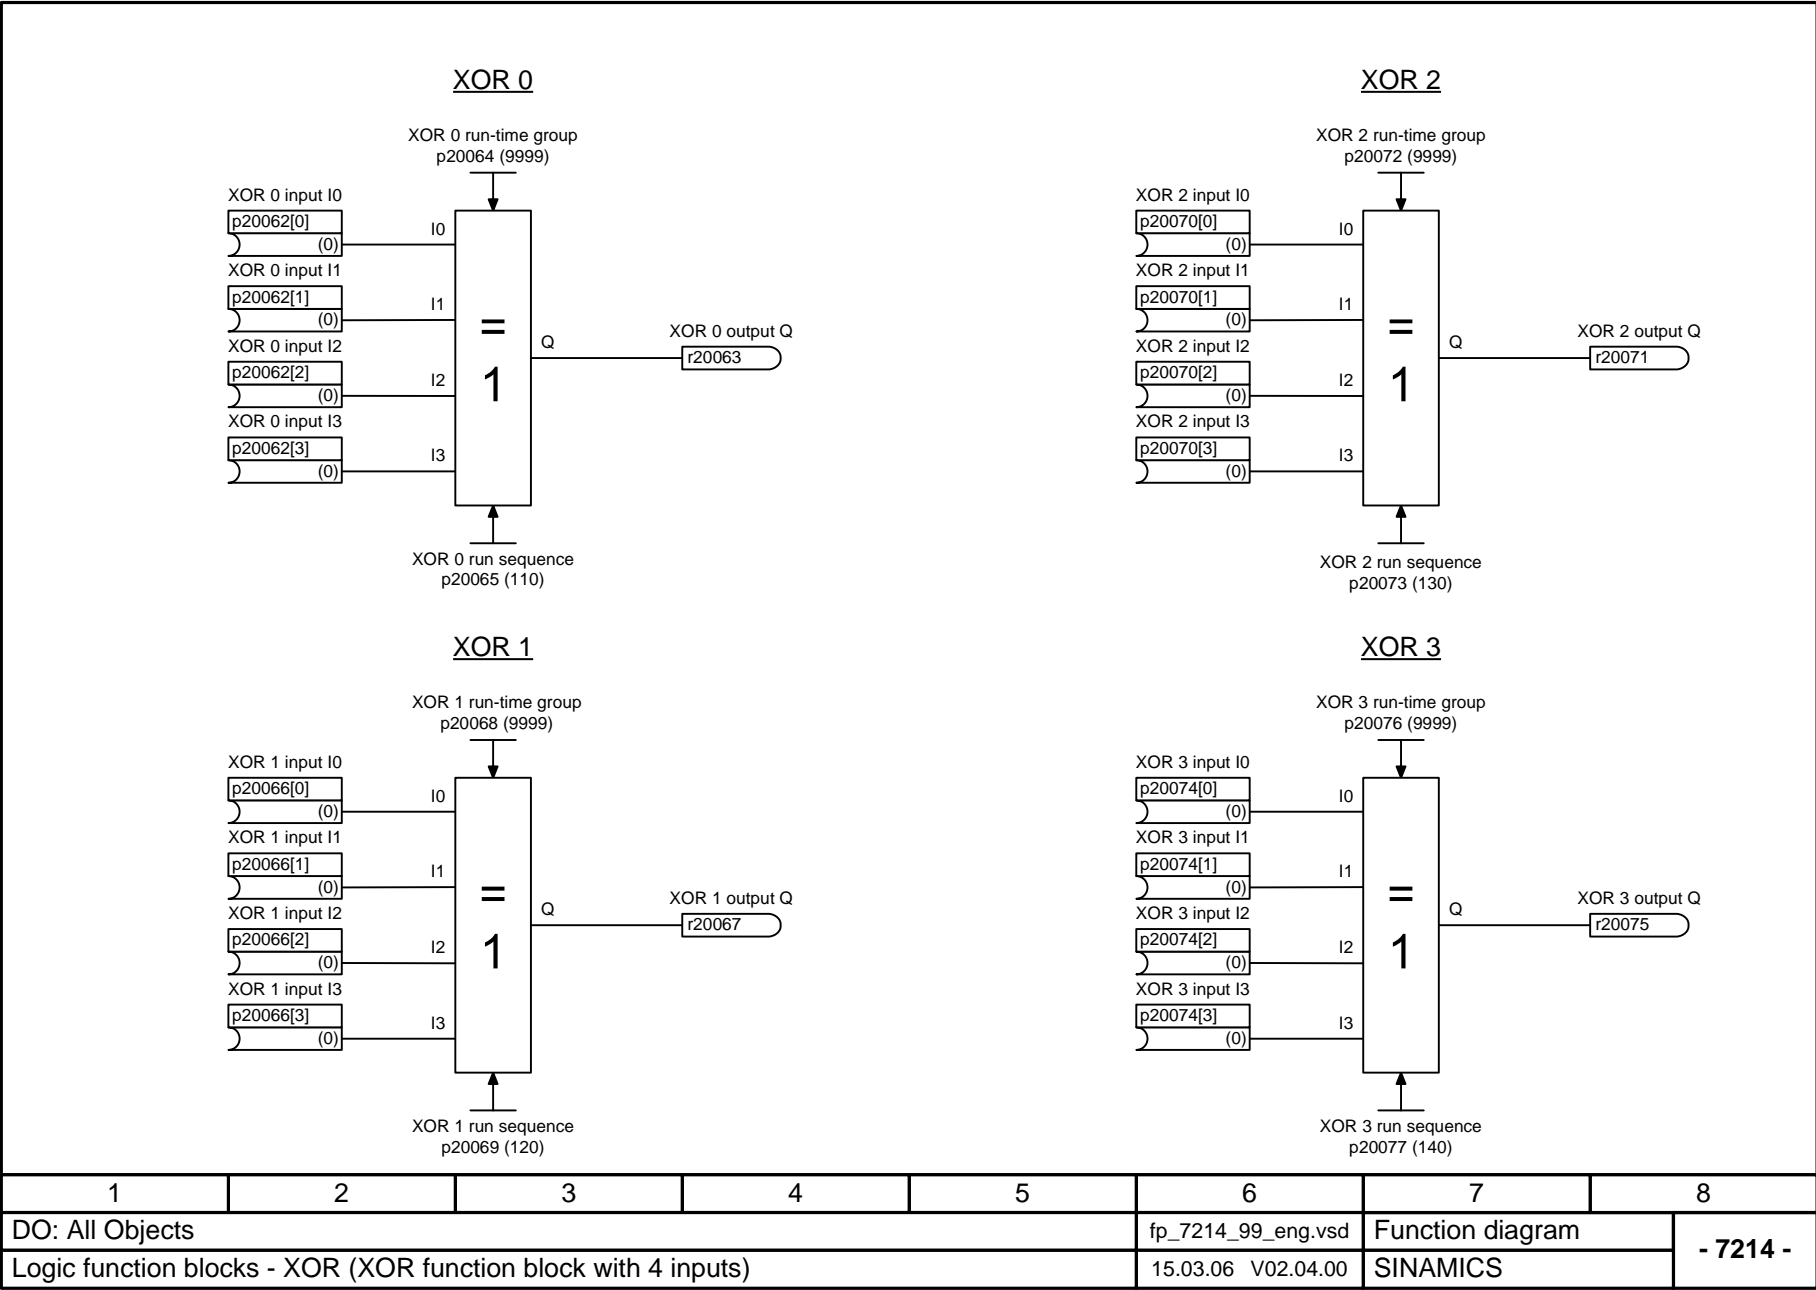 XOR 0
XOR 0 run-time group
p20064 (9999)
XOR 0 input I0
p20062[0]
(0)
I0
XOR 0 input I1
p20062[1]
(0)
I1
XOR 0 input I2
p20062[2]
(0)
I2
XOR 0 input I3
p20062[3]
(0)
I3
=
1
Q
XOR 0 output Q
r20063
XOR 0 run sequence
p20065 (110)
XOR 2
XOR 2 run-time group
p20072 (9999)
XOR 2 input I0
p20070[0]
(0)
I0
XOR 2 input I1
p20070[1]
(0)
I1
XOR 2 input I2
p20070[2]
(0)
I2
XOR 2 input I3
p20070[3]
(0)
I3
=
1
Q
XOR 2 output Q
r20071
XOR 2 run sequence
p20073 (130)
XOR 1
XOR 1 run-time group
p20068 (9999)
XOR 1 input I0
p20066[0]
(0)
I0
XOR 1 input I1
p20066[1]
(0)
I1
XOR 1 input I2
p20066[2]
(0)
I2
XOR 1 input I3
p20066[3]
(0)
I3
=
1
Q
XOR 1 output Q
r20067
XOR 1 run sequence
p20069 (120)
XOR 3
XOR 3 run-time group
p20076 (9999)
XOR 3 input I0
p20074[0]
(0)
I0
XOR 3 input I1
p20074[1]
(0)
I1
XOR 3 input I2
p20074[2]
(0)
I2
XOR 3 input I3
p20074[3]
(0)
I3
=
1
Q
XOR 3 output Q
r20075
XOR 3 run sequence
p20077 (140)
1 2 3 4 5 6 7 8
DO: All Objects
fp_7214_99_eng.vsd
Function diagram
- 7214 -
Logic function blocks - XOR (XOR function block with 4 inputs)
15.03.06 V02.04.00
SINAMICS